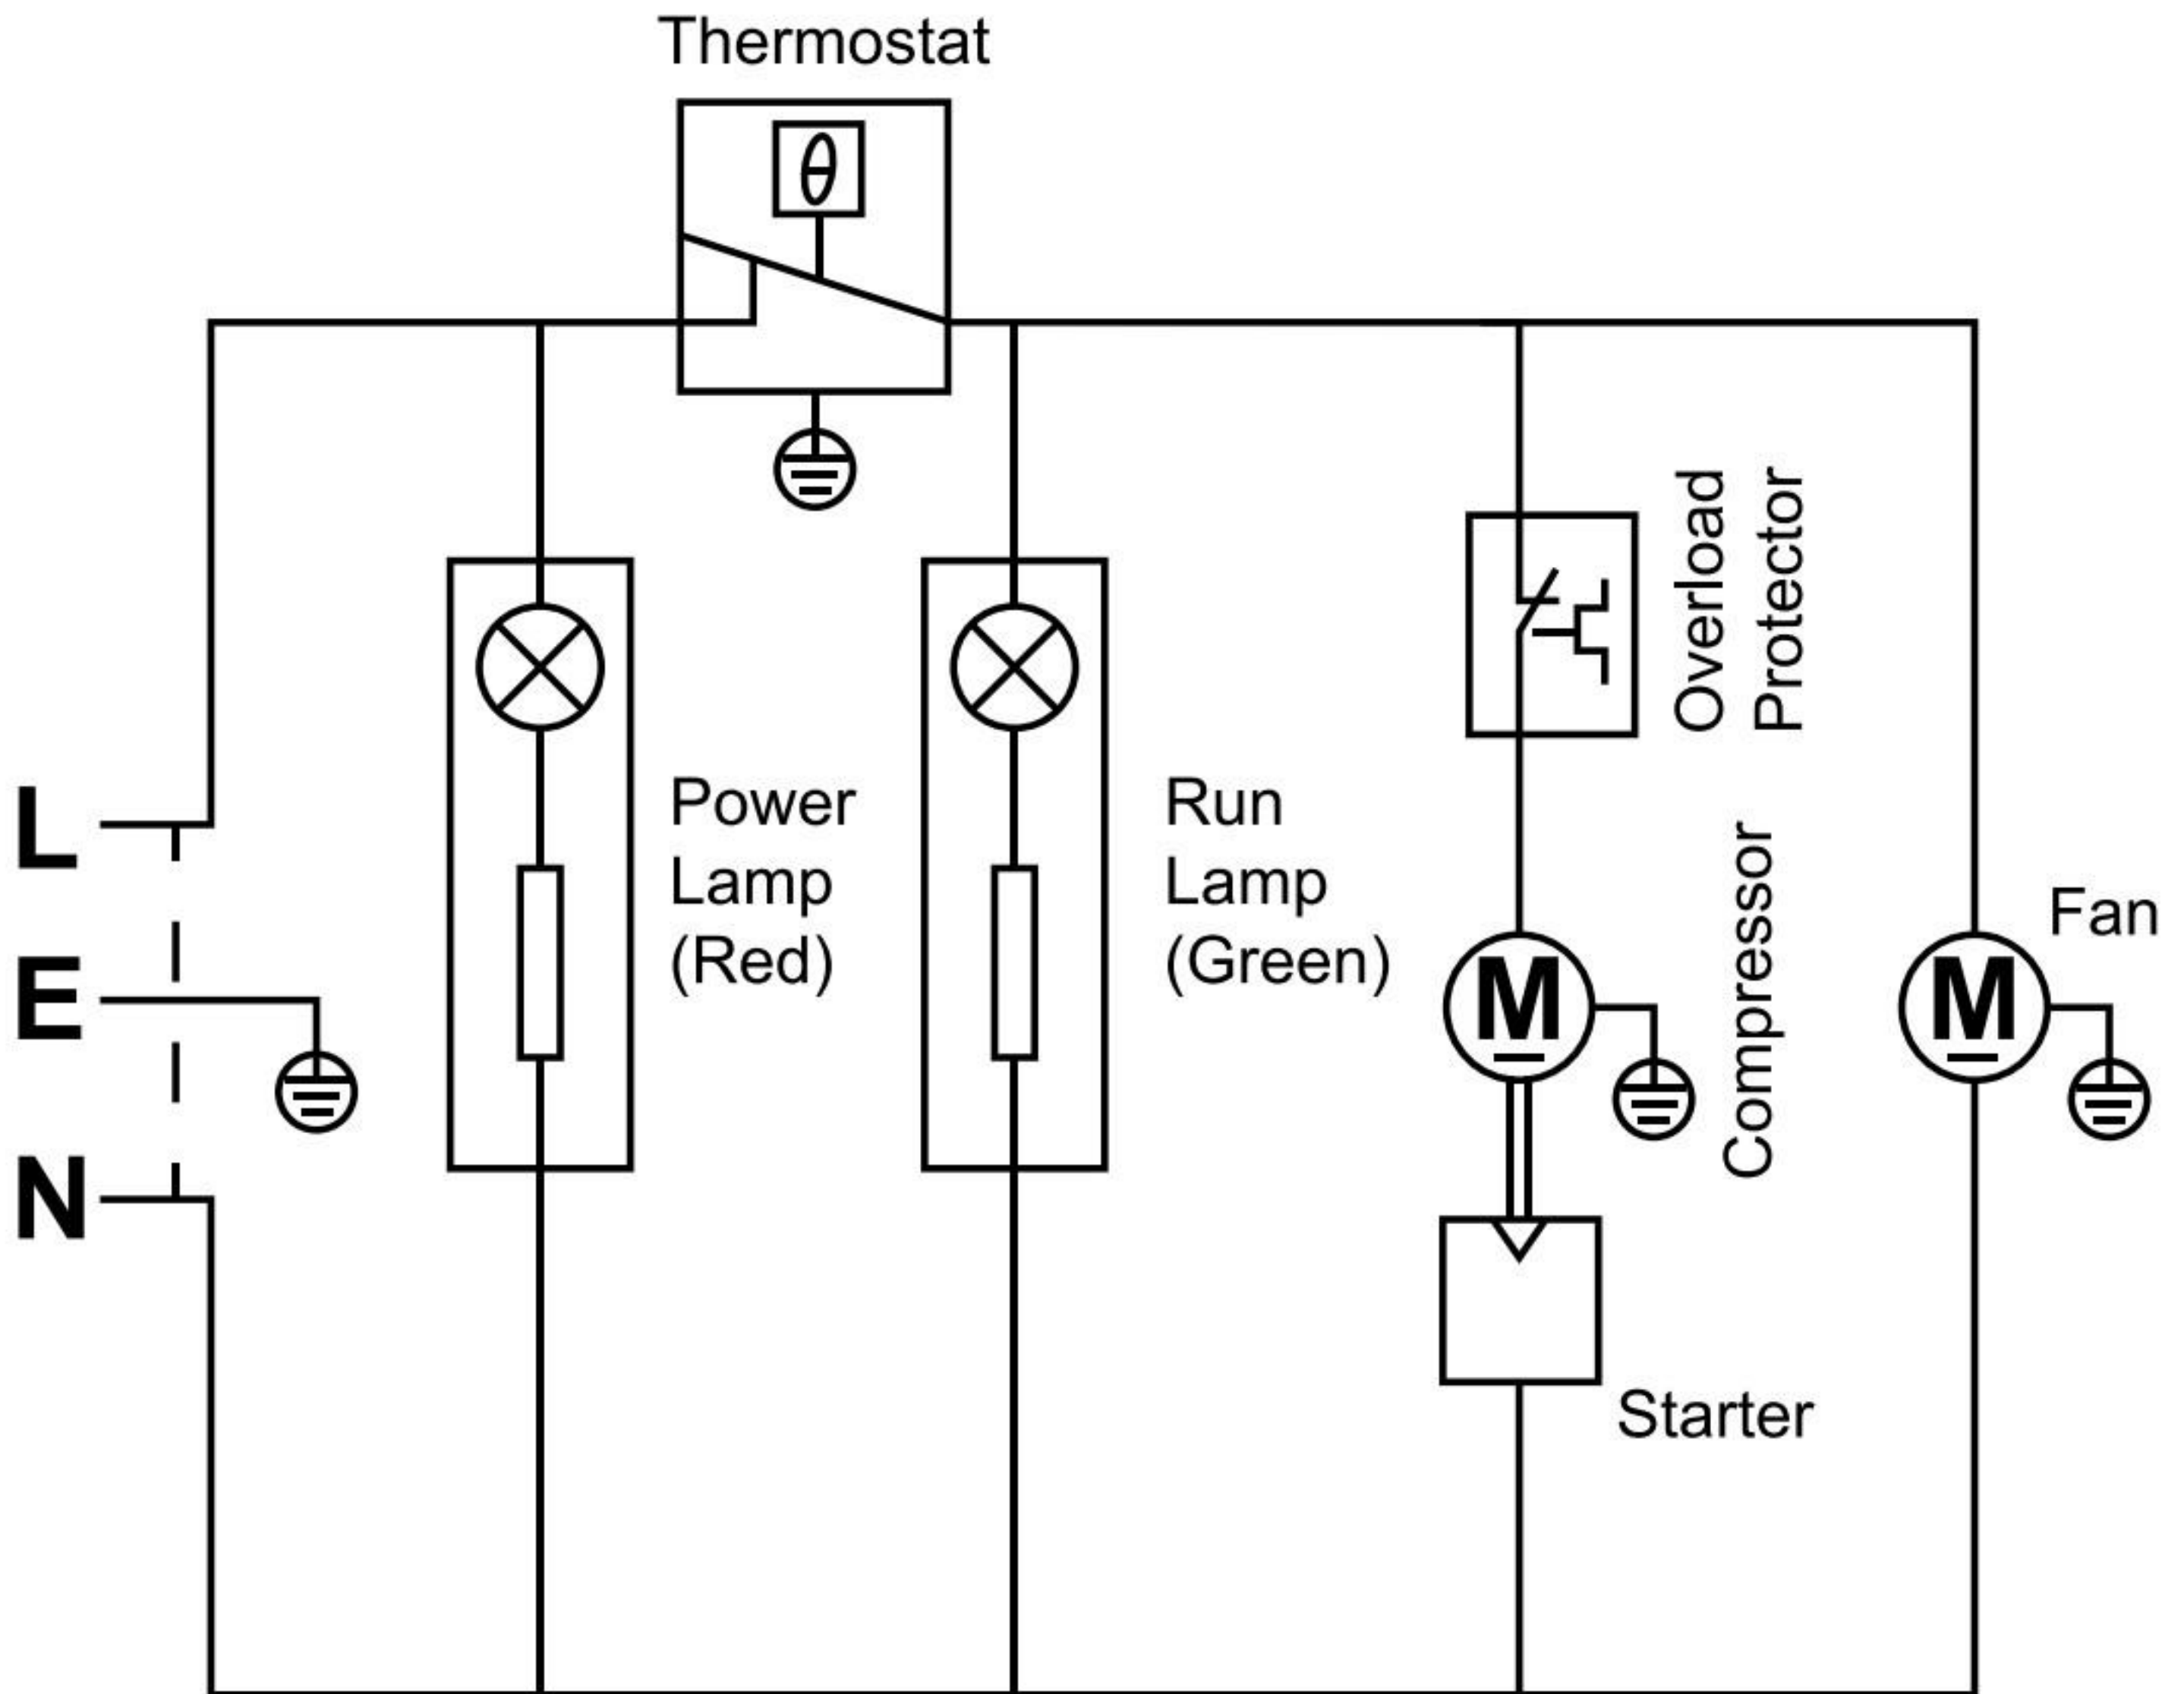 Thermostat
θ
L
E
N
Power
Lamp
(Red)
Run
Lamp
(Green)
Overload
Protector
Compressor
M
Starter
M
Fan